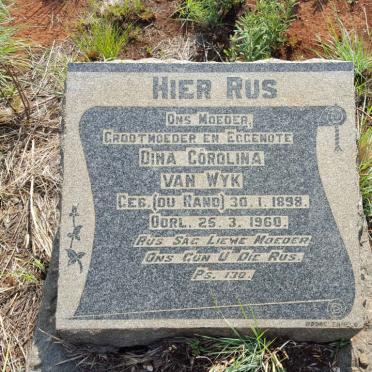 HIER RUS
ONS MOEDER,
GROOTMOEDER EN EGGENOTE
DINA COROLINA
VAN WYK
GEB. (DU RAND) 30.1.1898.
OORL. 25.3.1960.
RUS SAG LIEWE MOEDER
ONS GUN U DIE RUS.
PS. 130.